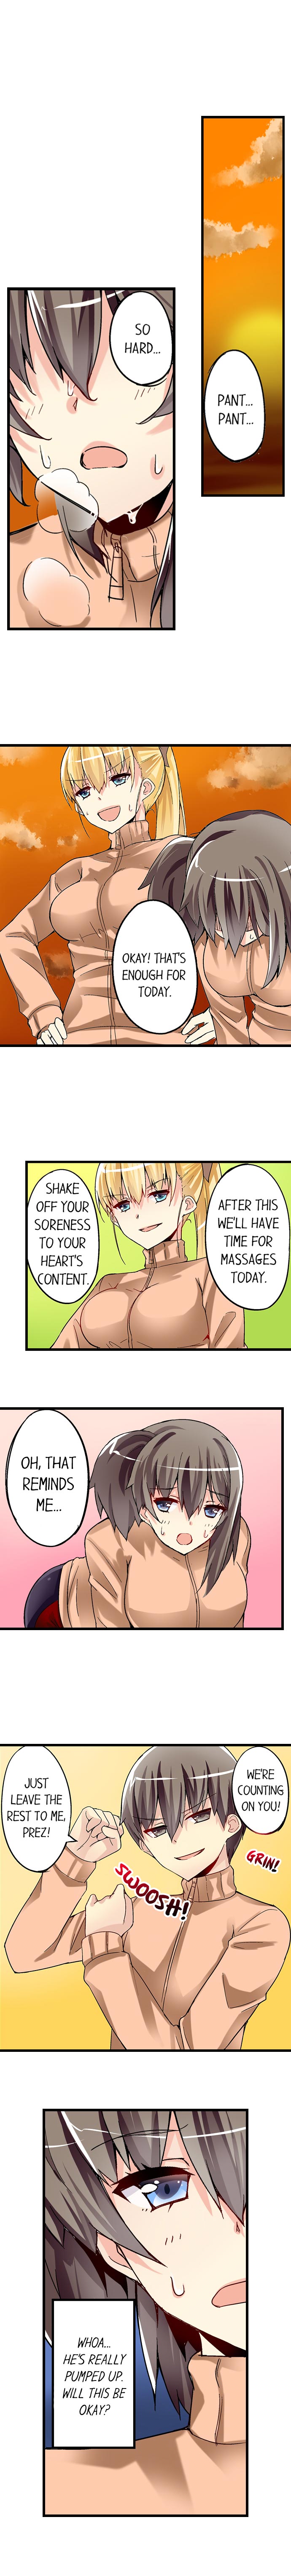 PANT...
PANT...
SO
HARD...
OKAY! THAT'S
ENOUGH FOR
TODAY.
AFTER THIS
WE'LL HAVE
TIME FOR
MASSAGES
TODAY.
SHAKE
OFF YOUR
SORENESS
TO YOUR
HEART'S
CONTENT.
OH, THAT
REMINDS
ME...
WE'RE
COUNTING
ON YOU!
JUST
LEAVE THE
REST TO ME,
PREZ!
GRIN!
SWOOSH!
WHOA...
HE'S REALLY
PUMPED UP.
WILL THIS BE
OKAY?